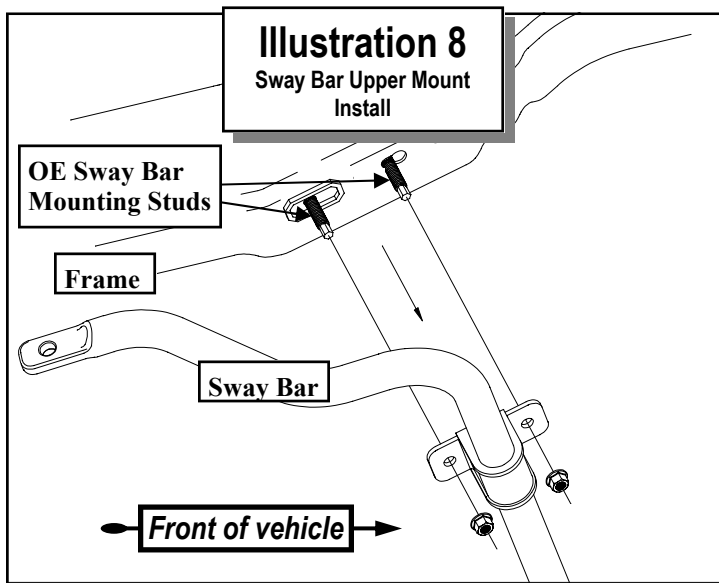 Illustration 8
Sway Bar Upper Mount
Install
OE Sway Bar
Mounting Studs
Frame
Sway Bar
Front of vehicle